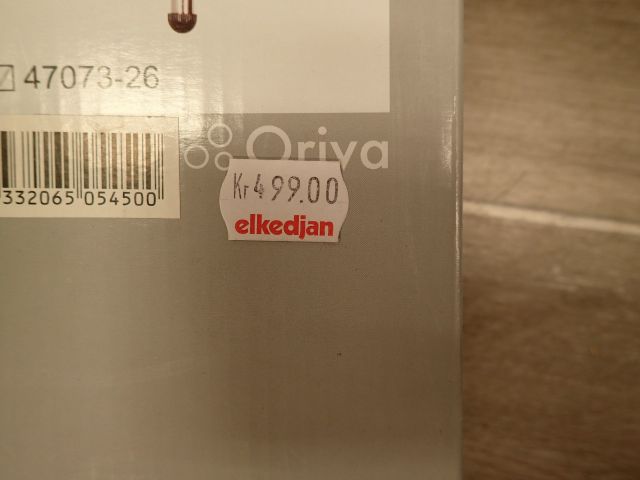 47073-26
332065 054500
Oriva
Kr 499.00
elkedjan